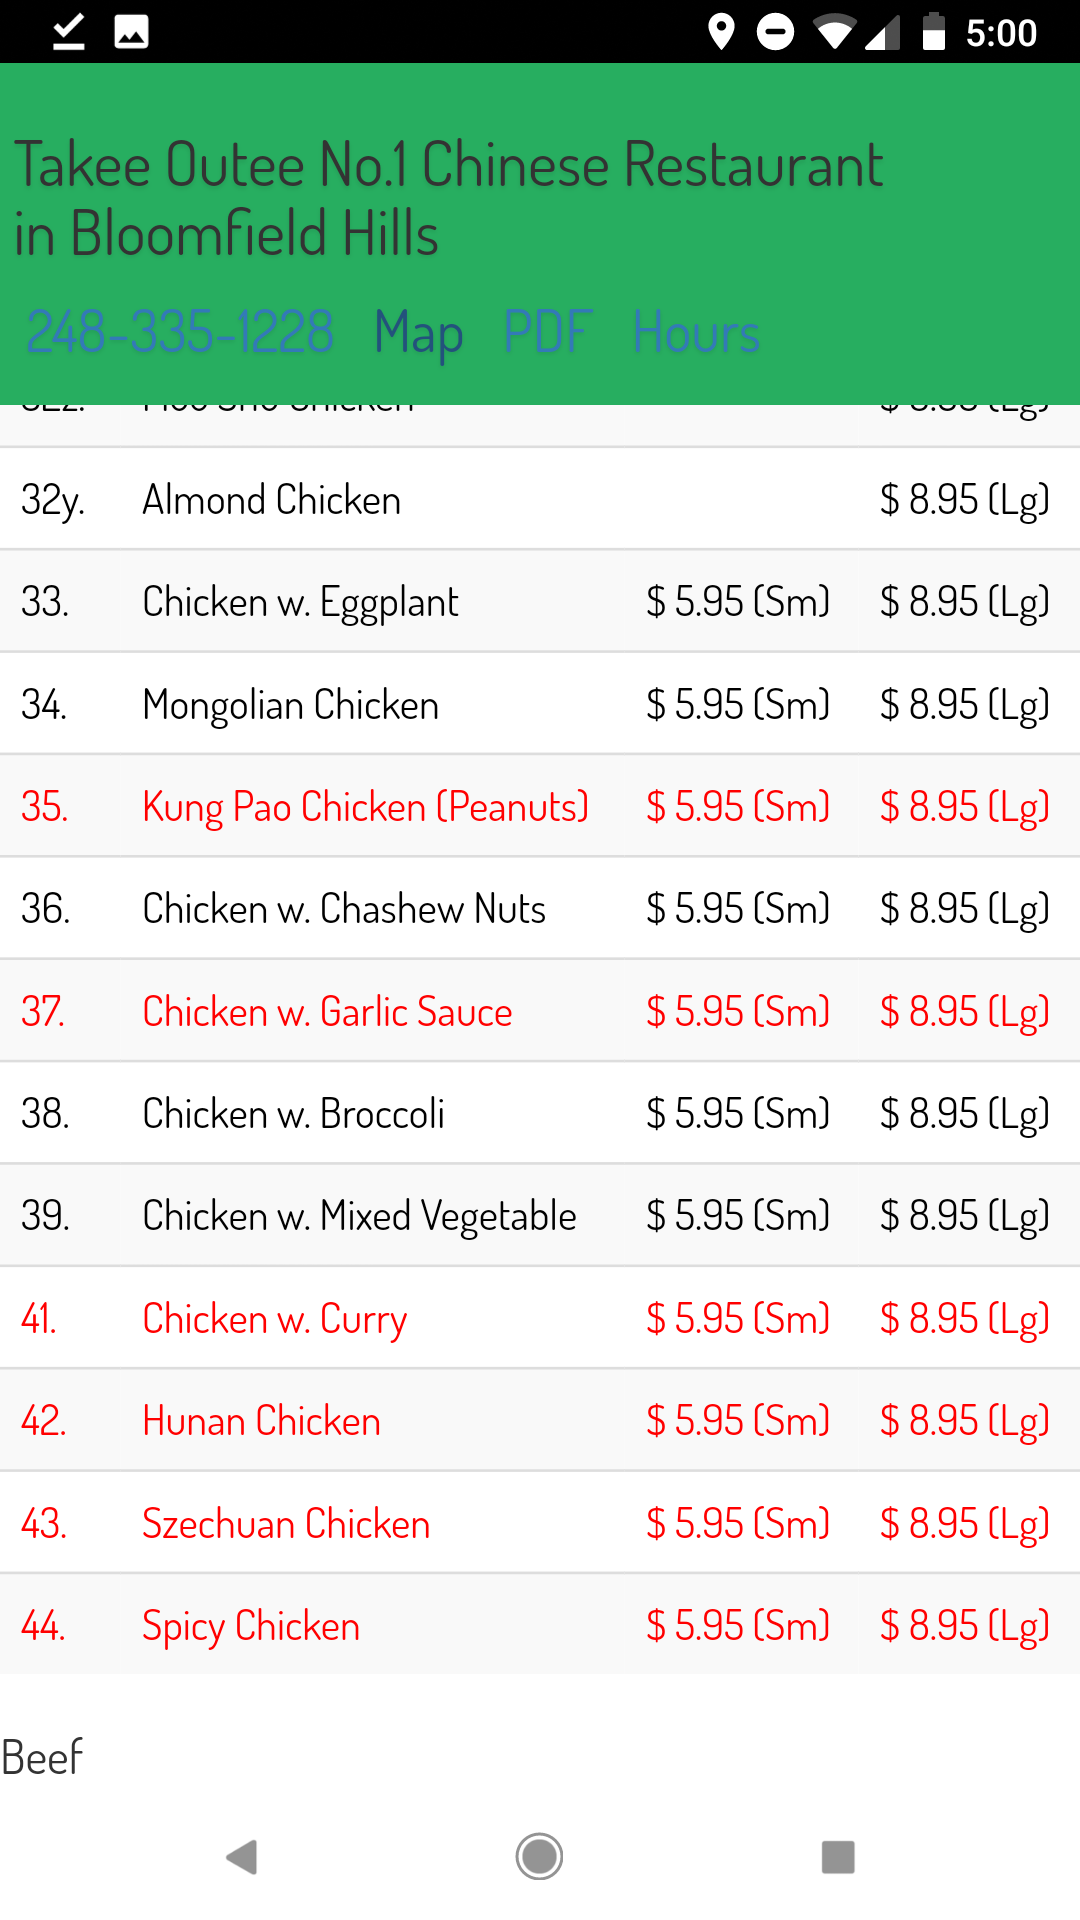 5:00
Takee Outee No.1 Chinese Restaurant
in Bloomfield Hills
248-335-1228 Map PDF Hours
32y. Almond Chicken $ 8.95 (Lg)
33. Chicken w. Eggplant $ 5.95 (Sm) $ 8.95 (Lg)
34. Mongolian Chicken $ 5.95 (Sm) $ 8.95 (Lg)
35. Kung Pao Chicken (Peanuts) $ 5.95 (Sm) $ 8.95 (Lg)
36. Chicken w. Chashew Nuts $ 5.95 (Sm) $ 8.95 (Lg)
37. Chicken w. Garlic Sauce $ 5.95 (Sm) $ 8.95 (Lg)
38. Chicken w. Broccoli $ 5.95 (Sm) $ 8.95 (Lg)
39. Chicken w. Mixed Vegetable $ 5.95 (Sm) $ 8.95 (Lg)
41. Chicken w. Curry $ 5.95 (Sm) $ 8.95 (Lg)
42. Hunan Chicken $ 5.95 (Sm) $ 8.95 (Lg)
43. Szechuan Chicken $ 5.95 (Sm) $ 8.95 (Lg)
44. Spicy Chicken $ 5.95 (Sm) $ 8.95 (Lg)
Beef